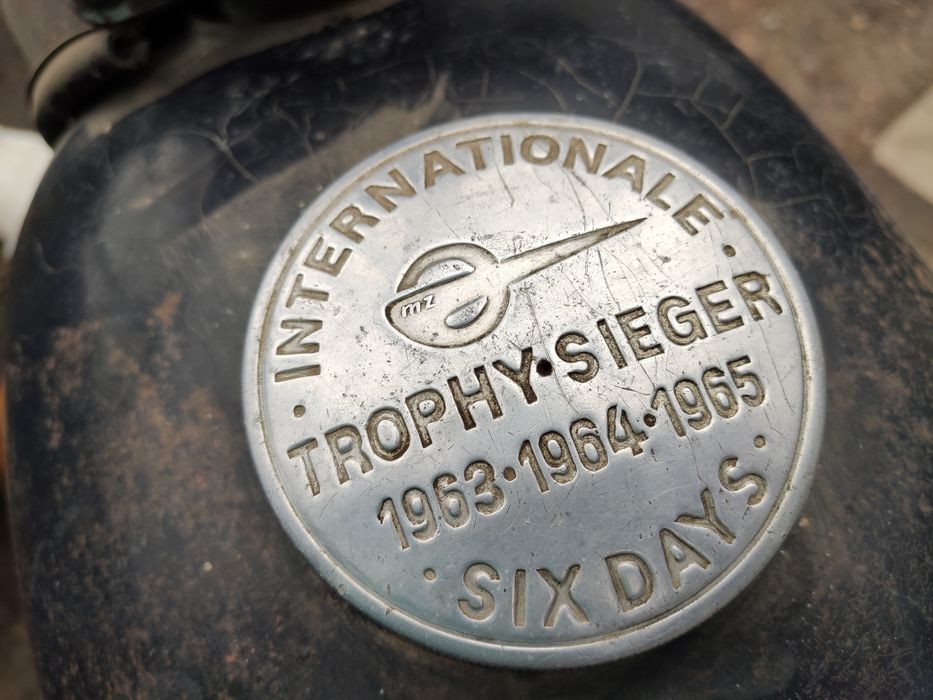 INTERNATIONALE
mz
TROPHY·SIEGER
1963·1964·1965
SIX DAYS